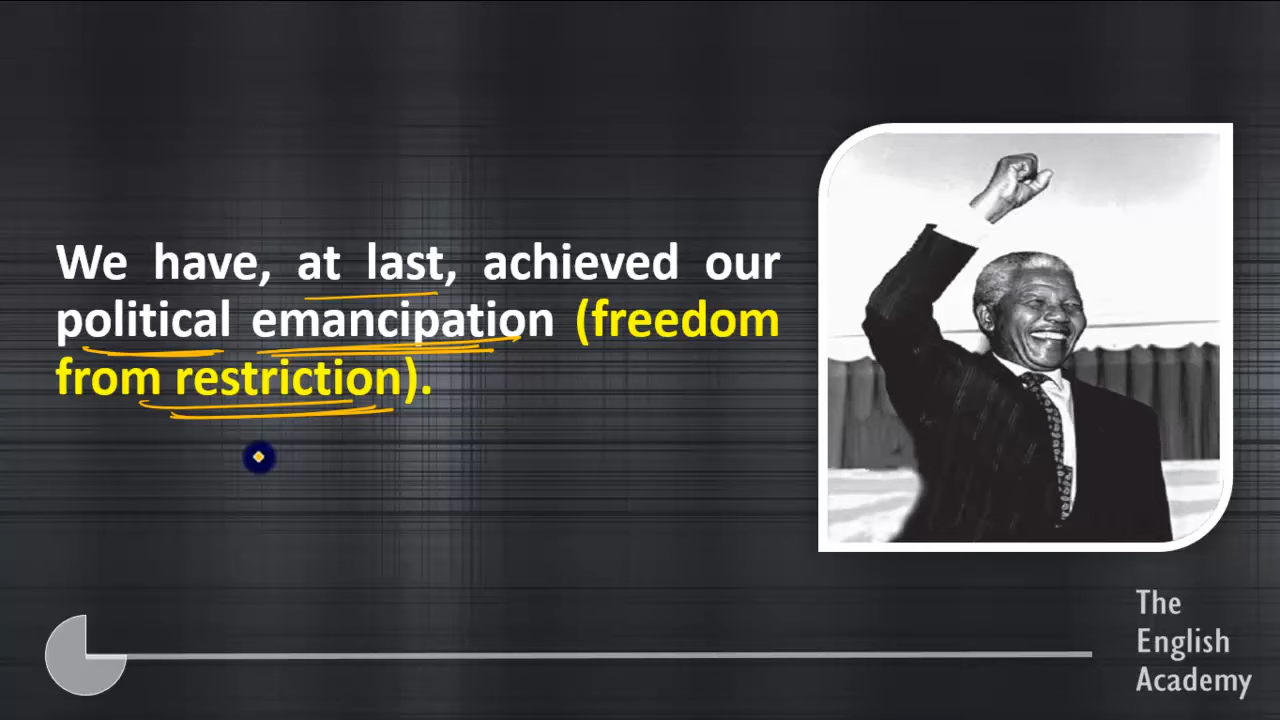 We have, at last, achieved our
political emancipation (freedom
from restriction).
The
English
Academy